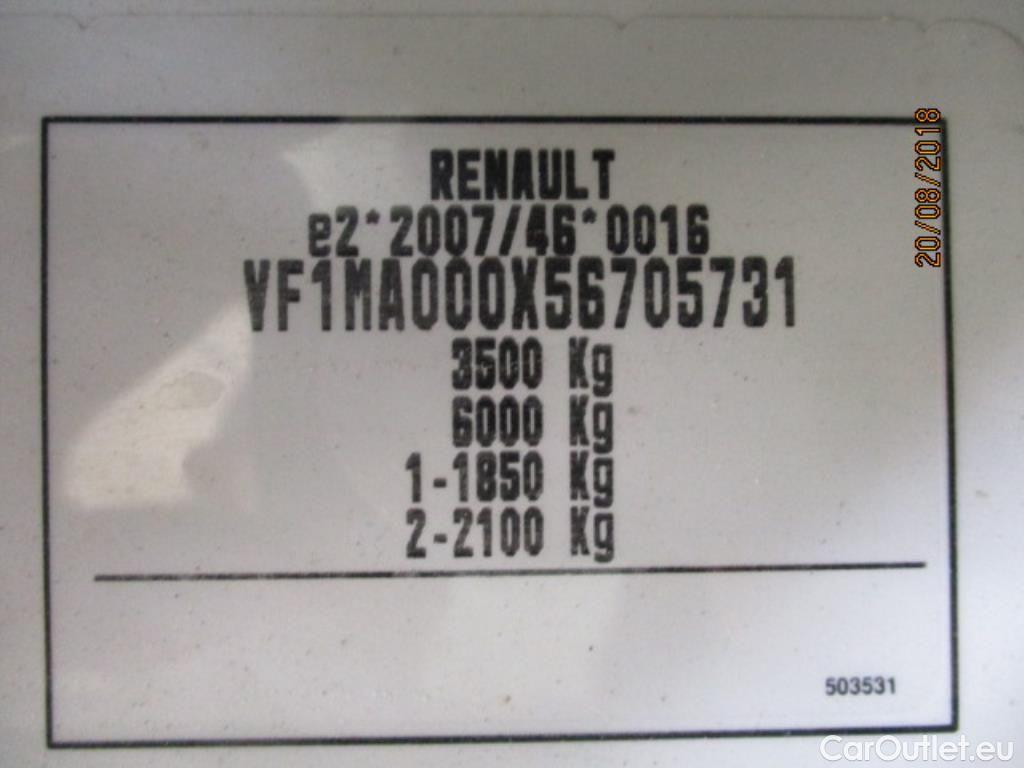 RENAULT
e2*2007/46*0016
VF1MA000X56705731
3500 Kg
6000 Kg
1-1850 Kg
2-2100 Kg
503531
20/08/2018
CarOutlet.eu